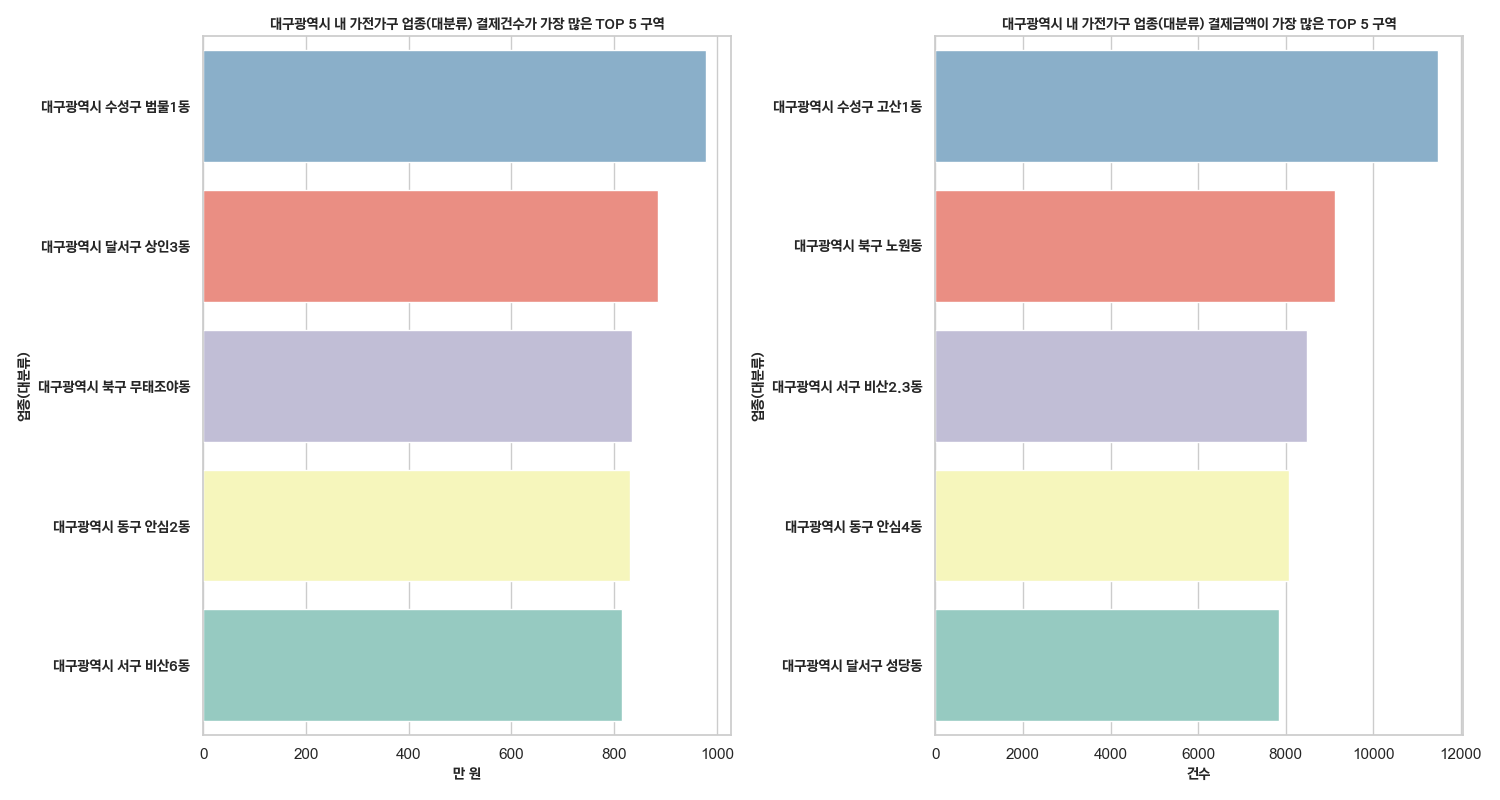 대구광역시 내 가전가구 업종(대분류) 결제건수가 가장 많은 TOP 5 구역
업종(대분류)
대구광역시 수성구 범물1동
대구광역시 달서구 상인3동
대구광역시 북구 무태조야동
대구광역시 동구 안심2동
대구광역시 서구 비산6동
0 200 400 600 800 1000
만 원
대구광역시 내 가전가구 업종(대분류) 결제금액이 가장 많은 TOP 5 구역
업종(대분류)
대구광역시 수성구 고산1동
대구광역시 북구 노원동
대구광역시 서구 비산2.3동
대구광역시 동구 안심4동
대구광역시 달서구 성당동
0 2000 4000 6000 8000 10000 12000
건수